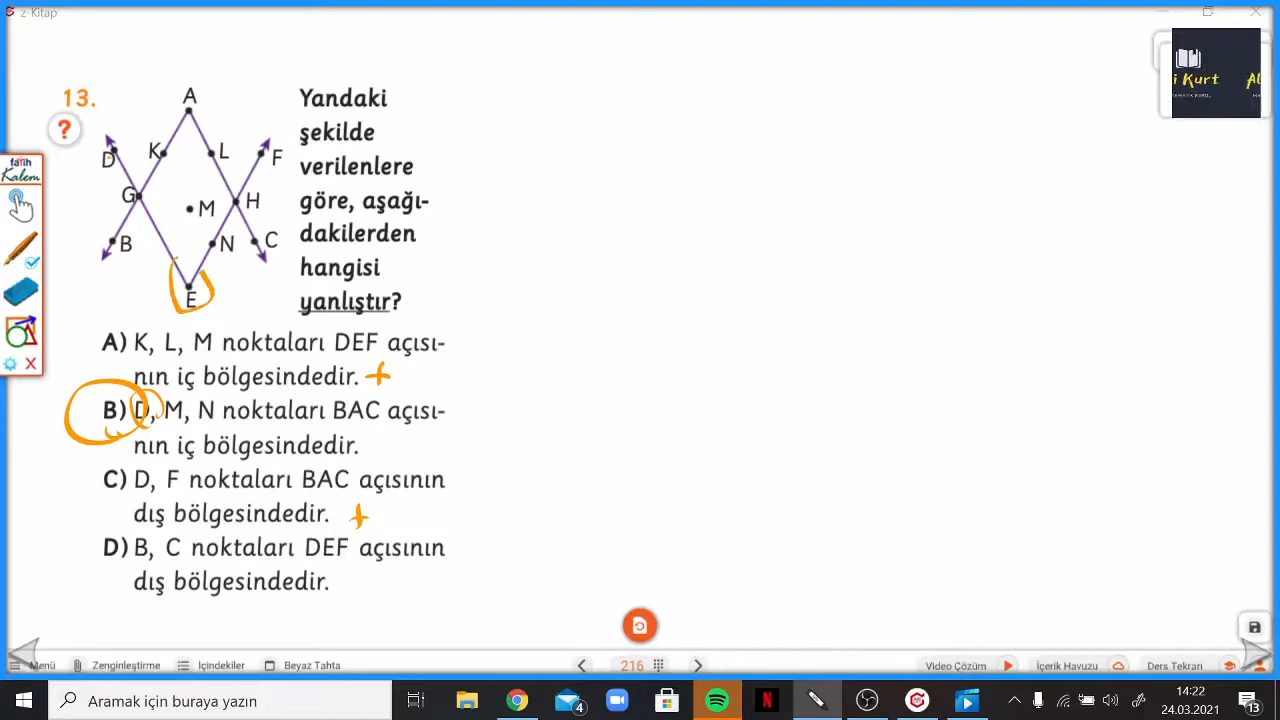 z-Kitap
i Kurt
13.
?
Yandaki
şekilde
verilenlere
göre, aşağı-
dakilerden
hangisi
yanlıştır?
A
D
K
L
F
G
M
H
B
N
C
E
fatih
Kalem
A) K, L, M noktaları DEF açısı-
nın iç bölgesindedir. +
B) D, M, N noktaları BAC açısı-
nın iç bölgesindedir.
C) D, F noktaları BAC açısının
dış bölgesindedir. +
D) B, C noktaları DEF açısının
dış bölgesindedir.
Menü
Zenginleştirme
İçindekiler
Beyaz Tahta
216
Video Çözüm
İçerik Havuzu
Ders Tekrarı
Aramak için buraya yazın
4
N
14:22
24.03.2021
13